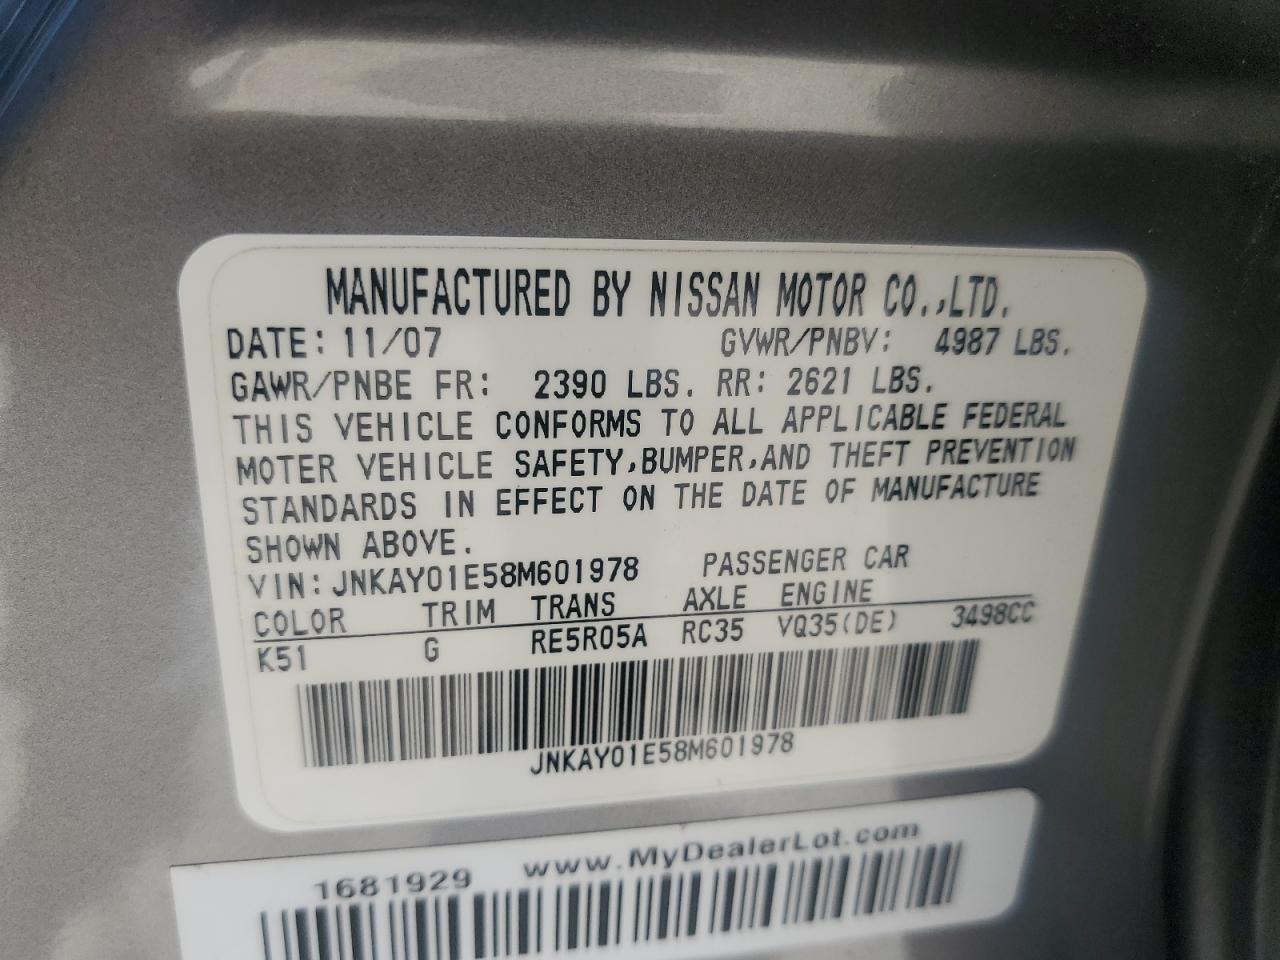 MANUFACTURED BY NISSAN MOTOR CO.,LTD.
DATE: 11/07 GVWR/PNBV: 4987 LBS.
GAWR/PNBE FR: 2390 LBS. RR: 2621 LBS.
THIS VEHICLE CONFORMS TO ALL APPLICABLE FEDERAL
MOTER VEHICLE SAFETY,BUMPER,AND THEFT PREVENTION
STANDARDS IN EFFECT ON THE DATE OF MANUFACTURE
SHOWN ABOVE.
VIN:JNKAY01E58M601978 PASSENGER CAR
COLOR TRIM TRANS AXLE ENGINE
K51 G RE5R05A RC35 VQ35(DE) 3498CC
JNKAY01E58M601978
1681929 www.MyDealerLot.com